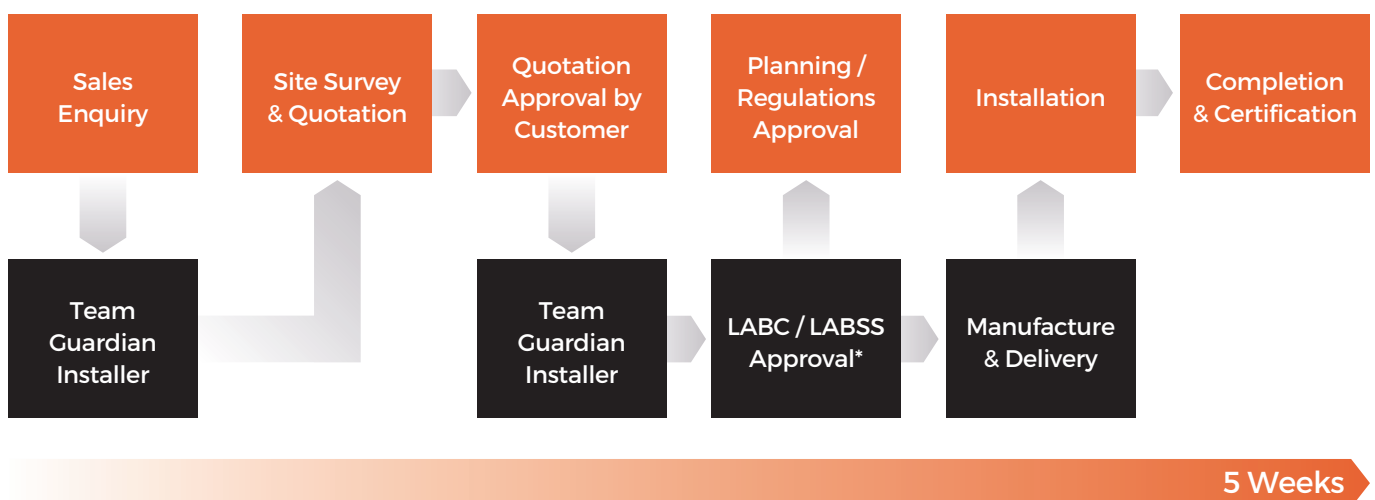 Sales
Enquiry
Site Survey
& Quotation
Quotation
Approval by
Customer
Planning /
Regulations
Approval
Installation
Completion
& Certification
Team
Guardian
Installer
Team
Guardian
Installer
LABC / LABSS
Approval*
Manufacture
& Delivery
5 Weeks